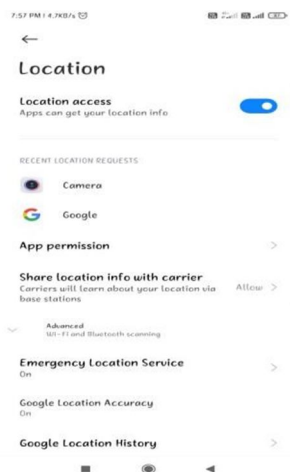 7:57 PM | 4.7KB/s
Location
Location access
Apps can get your location info
RECENT LOCATION REQUESTS
Camera
Google
App permission
Share location info with carrier
Carriers will learn about your location via
base stations
Allow
Advanced
Wi-Fi and Bluetooth scanning
Emergency Location Service
On
Google Location Accuracy
On
Google Location History